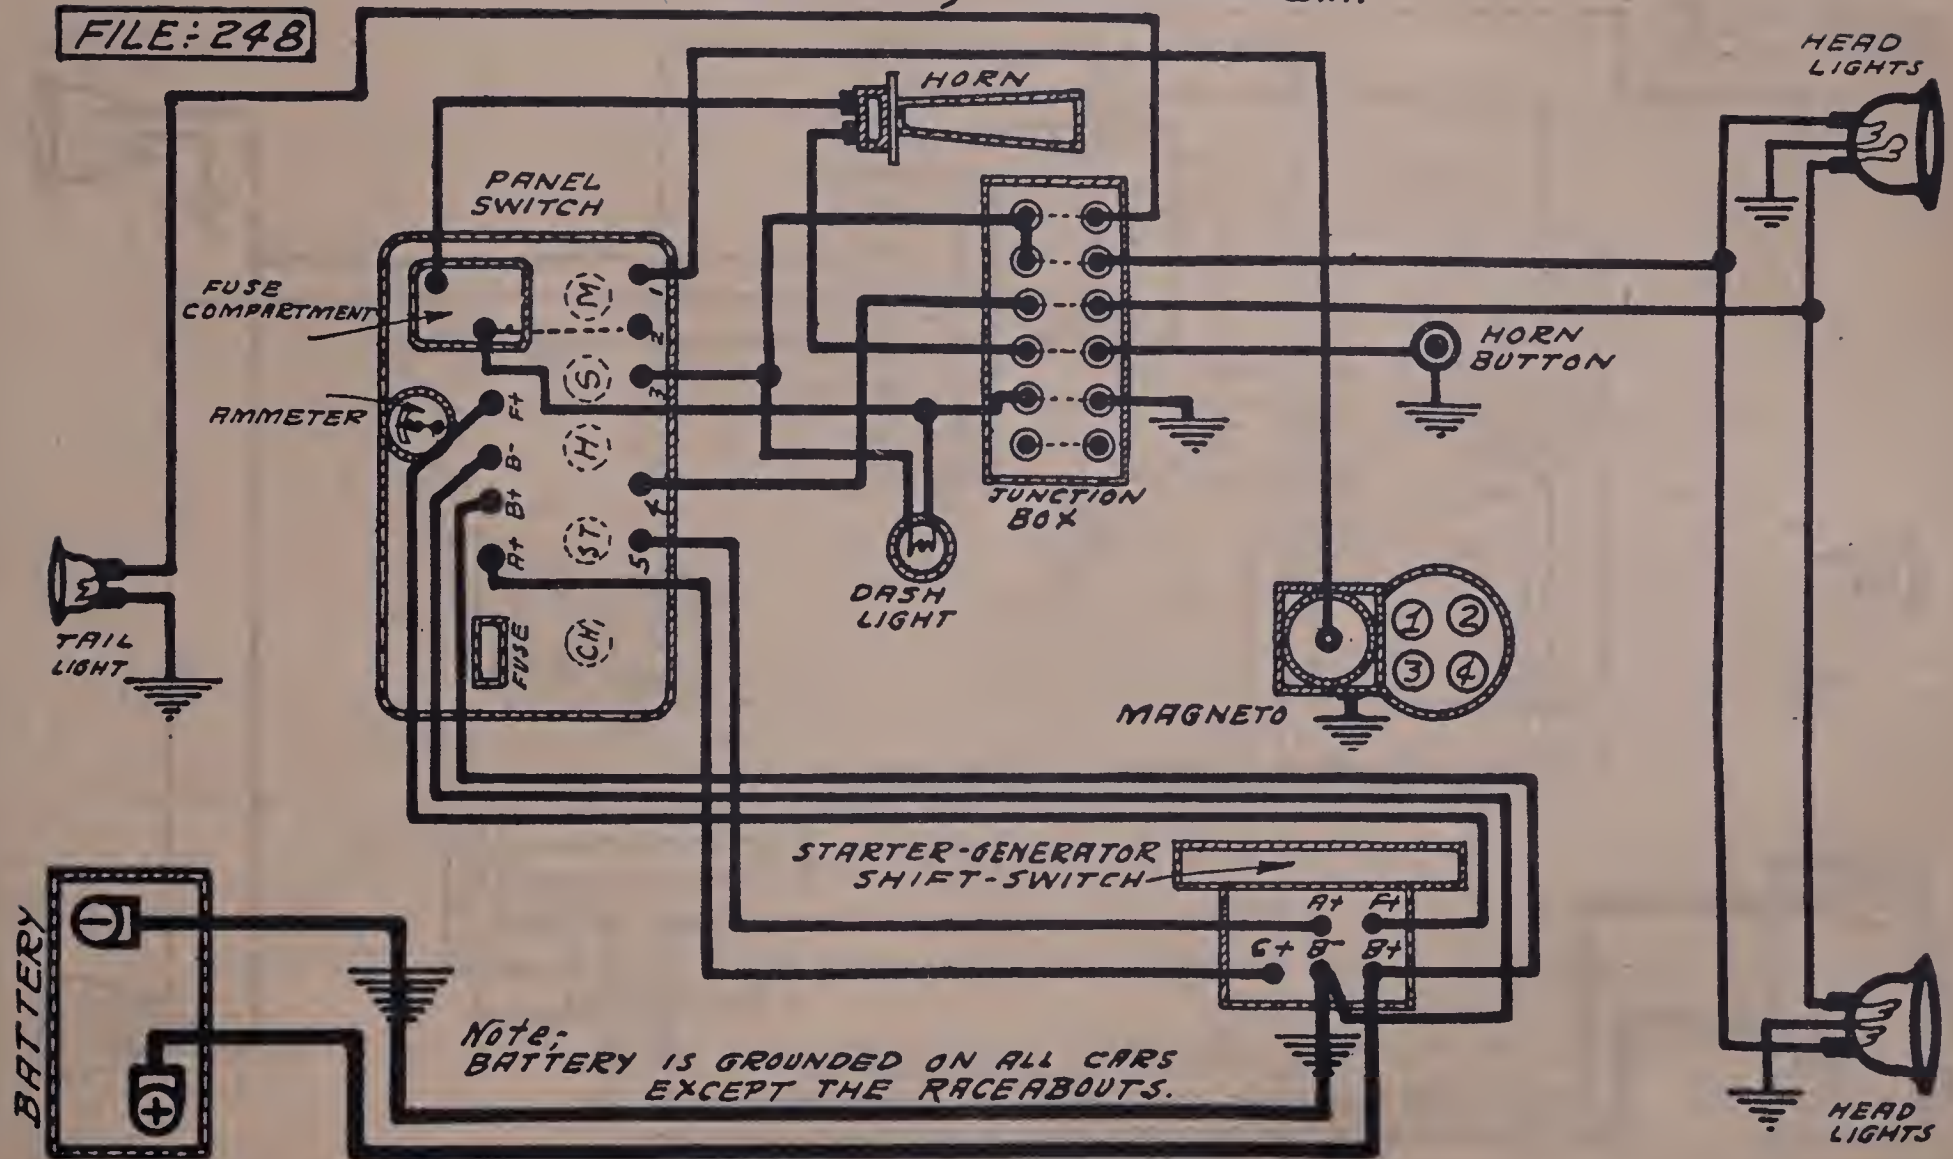 FILE:-248
HORN
HEAD
LIGHTS
PANEL
SWITCH
FUSE
COMPARTMENT
AMMETER
M
S
H
ST.
CH.
1
2
3
4
5
F+
B-
B+
A+
FUSE
JUNCTION
BOX
HORN
BUTTON
DASH
LIGHT
TAIL
LIGHT
MAGNETO
1 2
3 4
STARTER-GENERATOR
SHIFT-SWITCH
A+ F+
G+ B- B+
BATTERY
Note;-
BATTERY IS GROUNDED ON ALL CARS
EXCEPT THE RACEABOUTS.
HEAD
LIGHTS